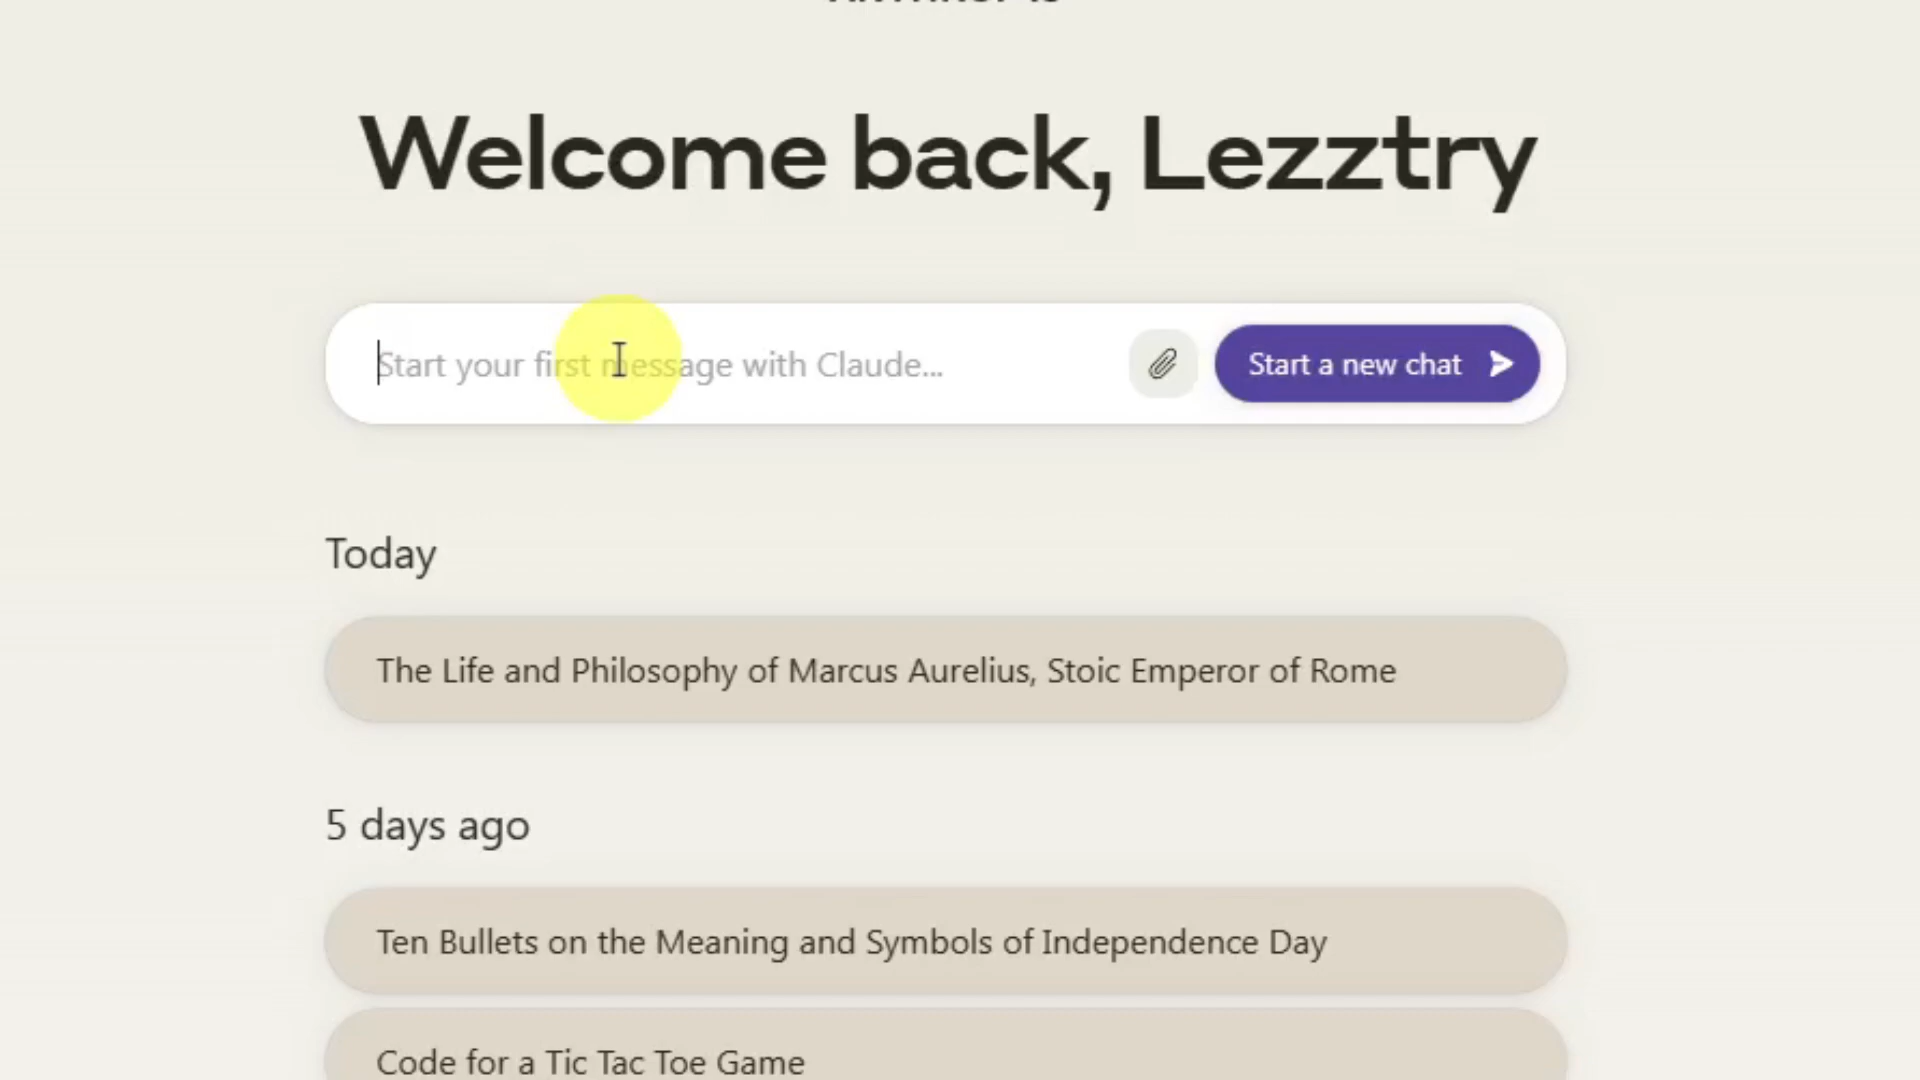 Welcome back, Lezztry
Start your first message with Claude...
Start a new chat
Today
The Life and Philosophy of Marcus Aurelius, Stoic Emperor of Rome
5 days ago
Ten Bullets on the Meaning and Symbols of Independence Day
Code for a Tic Tac Toe Game